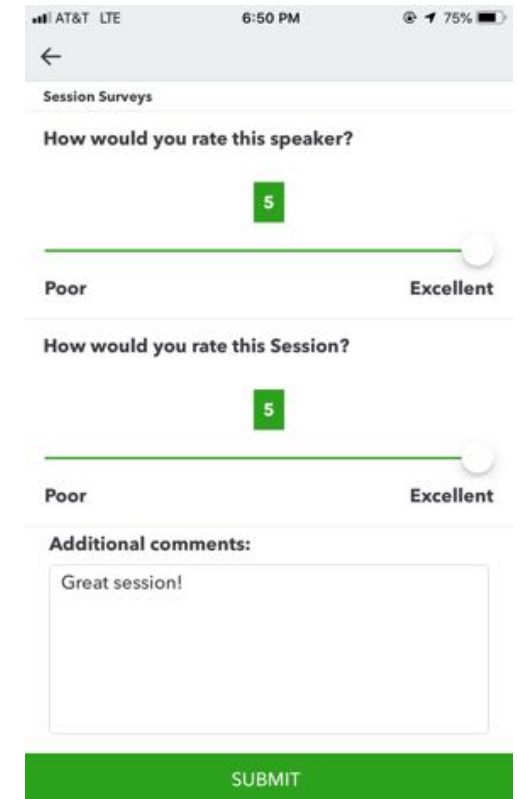 AT&T LTE 6:50 PM 75%
Session Surveys
How would you rate this speaker?
5
Poor Excellent
How would you rate this Session?
5
Poor Excellent
Additional comments:
Great session!
SUBMIT